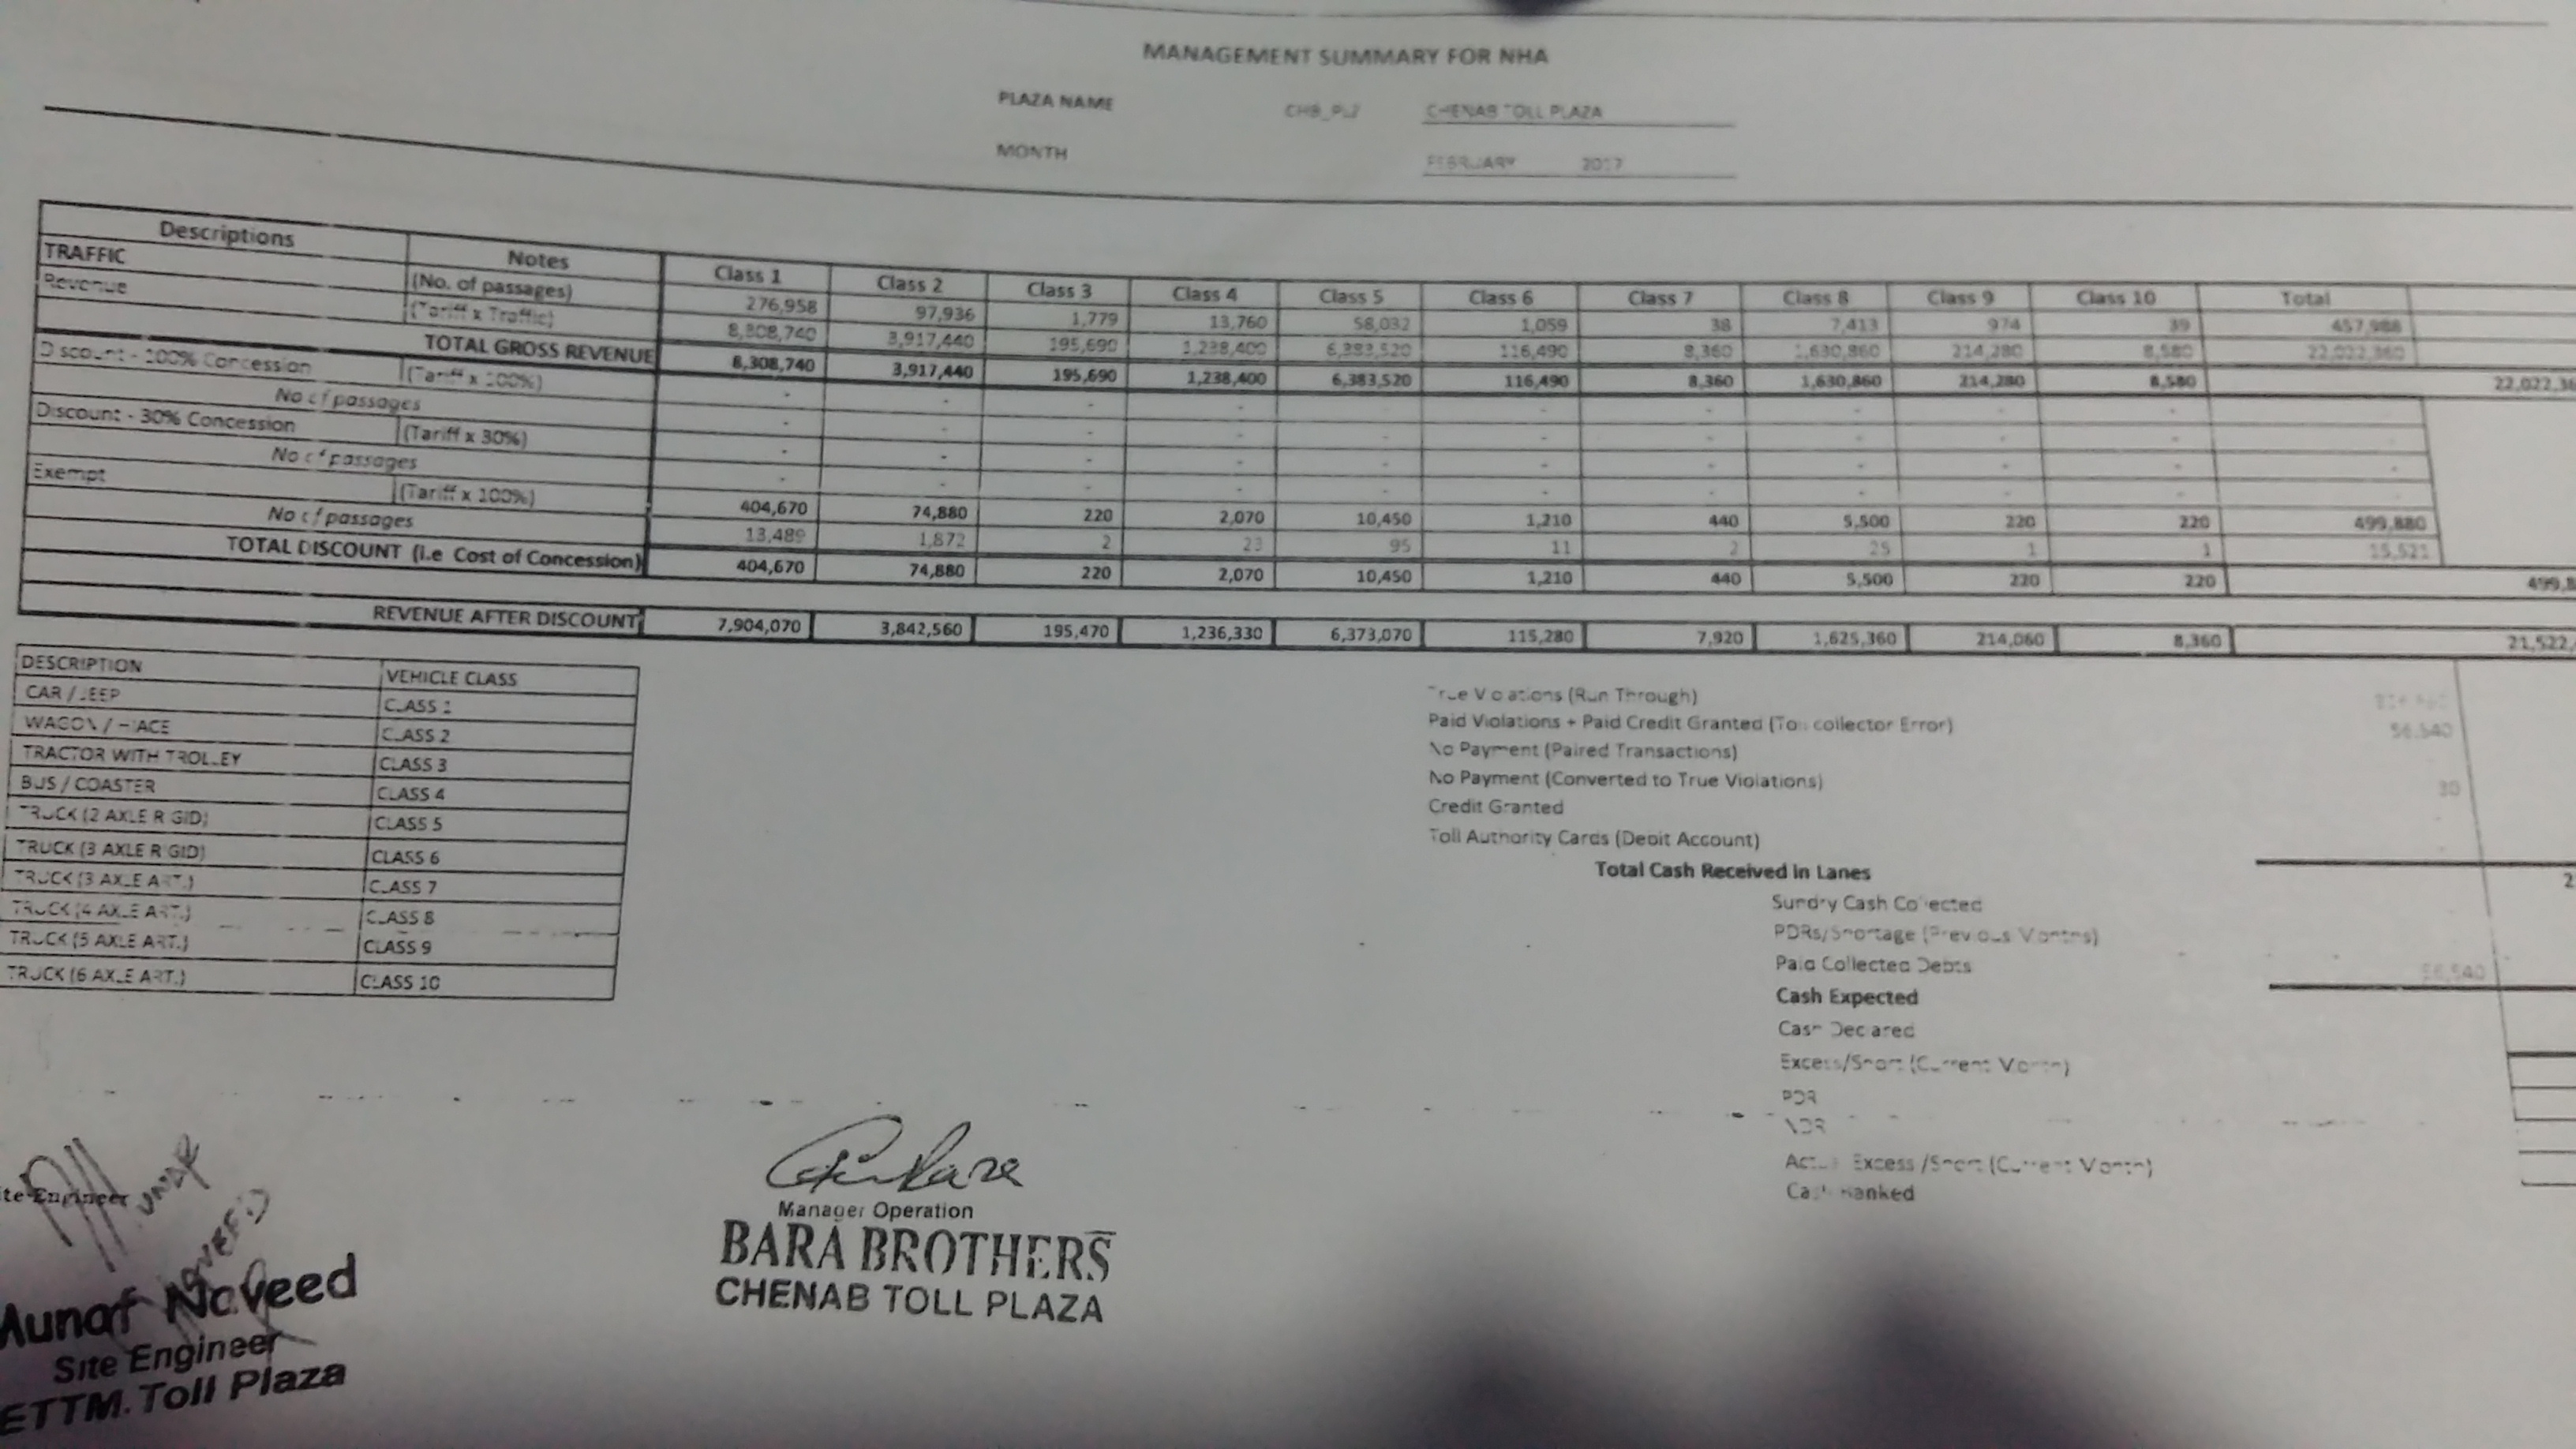 MANAGEMENT SUMMARY FOR NHA
PLAZA NAME CHB_PLZ CHENAB TOLL PLAZA
MONTH FEBRUARY 2017
Descriptions Notes Class 1 Class 2 Class 3 Class 4 Class 5 Class 6 Class 7 Class 8 Class 9 Class 10 Total
TRAFFIC (No. of passages) 276,958 97,936 1,779 13,760 58,032 1,059 38 7,413 974 39 457,988
Revenue (Tariff x Traffic) 8,308,740 3,917,440 195,690 1,238,400 6,383,520 116,490 8,360 1,630,860 214,280 8,580 22,022,360
TOTAL GROSS REVENUE 8,308,740 3,917,440 195,690 1,238,400 6,383,520 116,490 8,360 1,630,860 214,280 8,580 22,022,36
Discount - 100% Concession (Tariff x 100%) - - - - - - - - - -
No of passages - - - - - - - - - -
Discount - 30% Concession (Tariff x 30%) - - - - - - - - - - -
No of passages - - - - - - - - - - -
Exempt (Tariff x 100%) 404,670 74,880 220 2,070 10,450 1,210 440 5,500 220 220 499,880
No of passages 13,489 1,872 2 23 95 11 2 25 1 1 15,521
TOTAL DISCOUNT (i.e Cost of Concession) 404,670 74,880 220 2,070 10,450 1,210 440 5,500 220 220 499,8
REVENUE AFTER DISCOUNT 7,904,070 3,842,560 195,470 1,236,330 6,373,070 115,280 7,920 1,625,360 214,060 8,360 21,522,
DESCRIPTION VEHICLE CLASS
CAR / JEEP CLASS 1
WAGON / HIACE CLASS 2
TRACTOR WITH TROLLEY CLASS 3
BUS / COASTER CLASS 4
TRUCK (2 AXLE RIGID) CLASS 5
TRUCK (3 AXLE RIGID) CLASS 6
TRUCK (3 AXLE ART.) CLASS 7
TRUCK (4 AXLE ART.) CLASS 8
TRUCK (5 AXLE ART.) CLASS 9
TRUCK (6 AXLE ART.) CLASS 10
True Violations (Run Through)
Paid Violations + Paid Credit Granted (Toll collector Error) 56,540
No Payment (Paired Transactions)
No Payment (Converted to True Violations) 30
Credit Granted
Toll Authority Cards (Debit Account)
Total Cash Received in Lanes 2
Sundry Cash Collected
PDRs/Shortage (Previous Months)
Paid Collected Debts 56,540
Cash Expected
Cash Declared
Excess/Short (Current Month)
PDR
NDR
Actual Excess /Short (Current Month)
Cash Banked
ite Engineer
Munaf
Naveed
Munaf Naveed
Site Engineer
ETTM. Toll Plaza
Manager Operation
BARA BROTHERS
CHENAB TOLL PLAZA